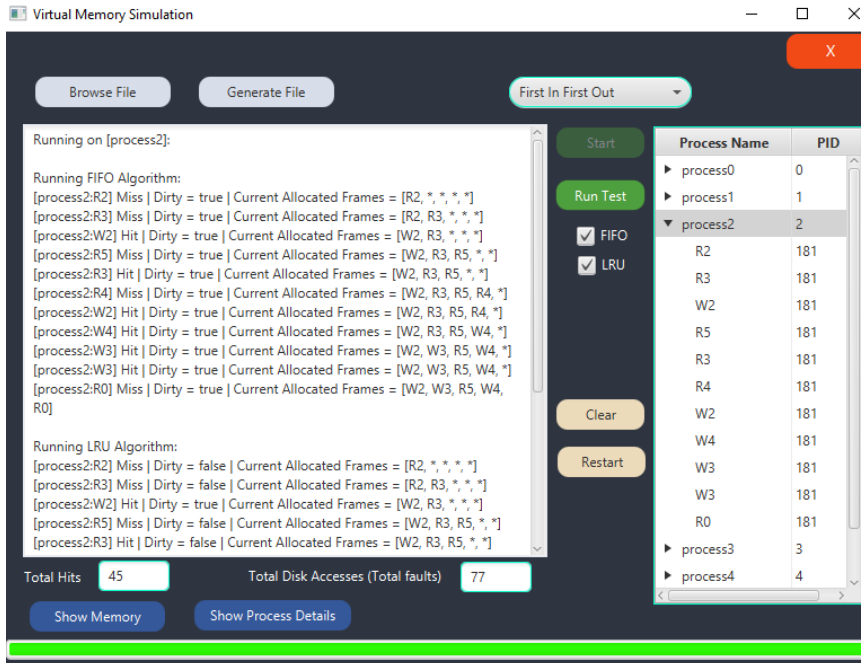 Virtual Memory Simulation
X
Browse File
Generate File
First In First Out
Running on [process2]:
Running FIFO Algorithm:
[process2:R2] Miss | Dirty = true | Current Allocated Frames = [R2, *, *, *, *]
[process2:R3] Miss | Dirty = true | Current Allocated Frames = [R2, R3, *, *, *]
[process2:W2] Hit | Dirty = true | Current Allocated Frames = [W2, R3, *, *, *]
[process2:R5] Miss | Dirty = true | Current Allocated Frames = [W2, R3, R5, *, *]
[process2:R3] Hit | Dirty = true | Current Allocated Frames = [W2, R3, R5, *, *]
[process2:R4] Miss | Dirty = true | Current Allocated Frames = [W2, R3, R5, R4, *]
[process2:W2] Hit | Dirty = true | Current Allocated Frames = [W2, R3, R5, R4, *]
[process2:W4] Hit | Dirty = true | Current Allocated Frames = [W2, R3, R5, W4, *]
[process2:W3] Hit | Dirty = true | Current Allocated Frames = [W2, W3, R5, W4, *]
[process2:W3] Hit | Dirty = true | Current Allocated Frames = [W2, W3, R5, W4, *]
[process2:R0] Miss | Dirty = true | Current Allocated Frames = [W2, W3, R5, W4,
R0]
Running LRU Algorithm:
[process2:R2] Miss | Dirty = false | Current Allocated Frames = [R2, *, *, *, *]
[process2:R3] Miss | Dirty = false | Current Allocated Frames = [R2, R3, *, *, *]
[process2:W2] Hit | Dirty = true | Current Allocated Frames = [W2, R3, *, *, *]
[process2:R5] Miss | Dirty = false | Current Allocated Frames = [W2, R3, R5, *, *]
[process2:R3] Hit | Dirty = false | Current Allocated Frames = [W2, R3, R5, *, *]
Start
Run Test
FIFO
LRU
Clear
Restart
Process Name PID
process0 0
process1 1
process2 2
R2 181
R3 181
W2 181
R5 181
R3 181
R4 181
W2 181
W4 181
W3 181
W3 181
R0 181
process3 3
process4 4
Total Hits 45 Total Disk Accesses (Total faults) 77
Show Memory
Show Process Details